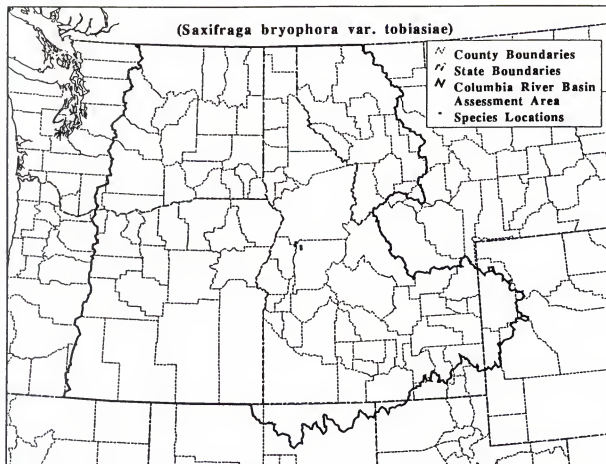 (Saxifraga bryophora var. tobiasiae)
County Boundaries
State Boundaries
Columbia River Basin
Assessment Area
Species Locations